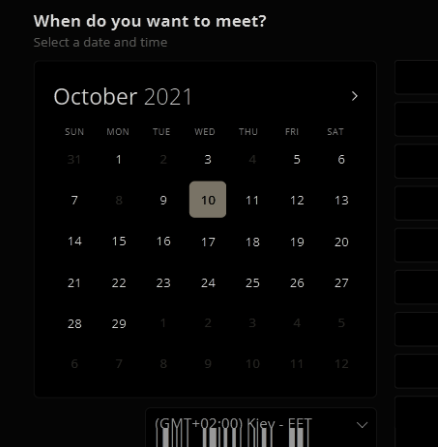 When do you want to meet?
Select a date and time
October 2021
SUN MON TUE WED THU FRI SAT
31 1 2 3 4 5 6
7 8 9 10 11 12 13
14 15 16 17 18 19 20
21 22 23 24 25 26 27
28 29 1 2 3 4 5
6 7 8 9 10 11 12
(GMT+02:00) Kiev - EET